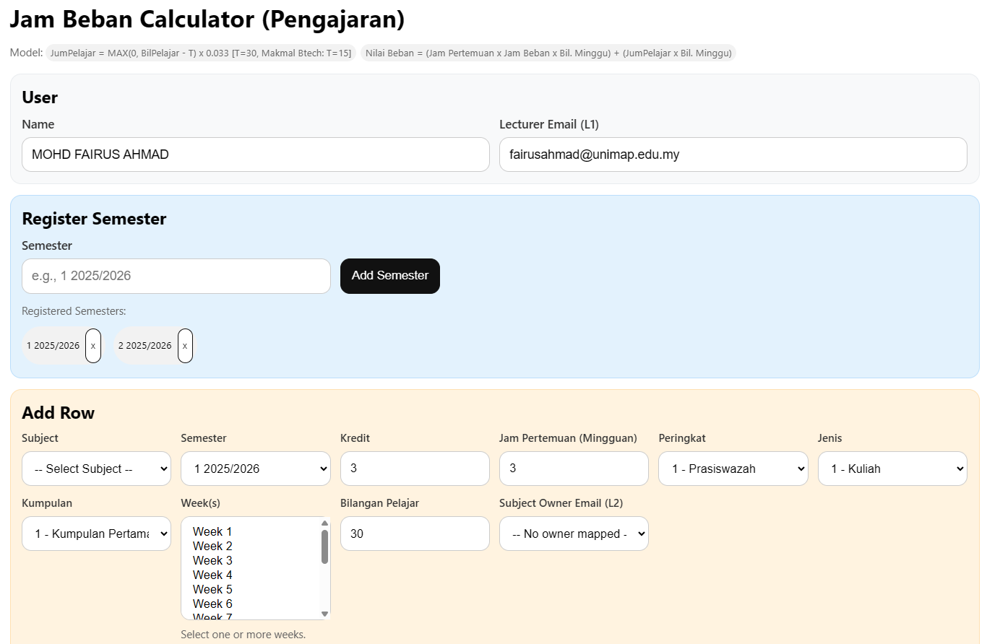 Jam Beban Calculator (Pengajaran)
Model: JumPelajar = MAX(0, BilPelajar - T) x 0.033 [T=30, Makmal Btech: T=15] Nilai Beban = (Jam Pertemuan x Jam Beban x Bil. Minggu) + (JumPelajar x Bil. Minggu)
User
Name Lecturer Email (L1)
MOHD FAIRUS AHMAD fairusahmad@unimap.edu.my
Register Semester
Semester
e.g., 1 2025/2026 Add Semester
Registered Semesters:
1 2025/2026 x 2 2025/2026 x
Add Row
Subject Semester Kredit Jam Pertemuan (Mingguan) Peringkat Jenis
-- Select Subject -- 1 2025/2026 3 3 1 - Prasiswazah 1 - Kuliah
Kumpulan Week(s) Bilangan Pelajar Subject Owner Email (L2)
1 - Kumpulan Pertama 30 -- No owner mapped -
Week 1
Week 2
Week 3
Week 4
Week 5
Week 6
Week 7
Select one or more weeks.